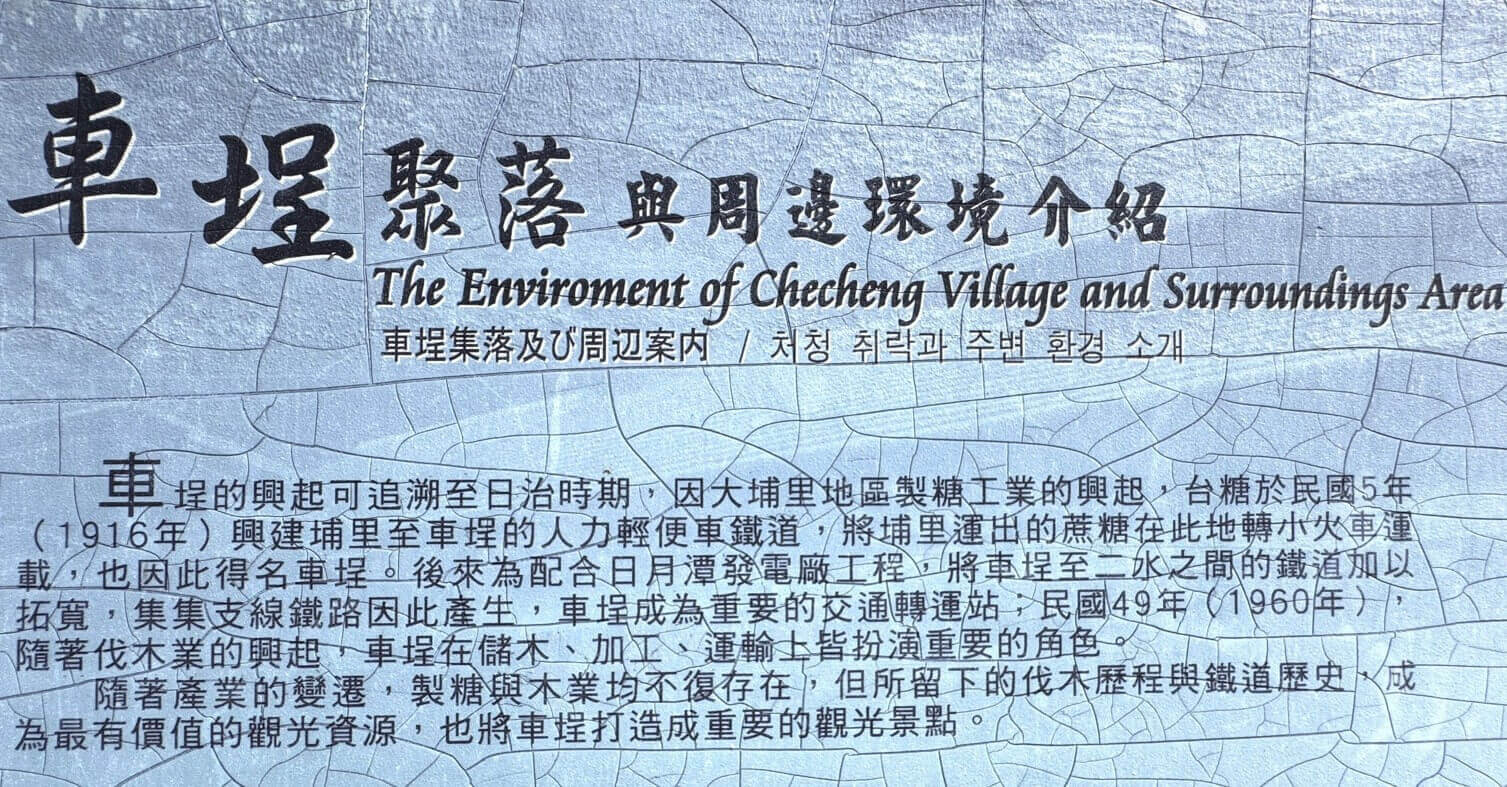 車埕聚落與周邊環境介紹
The Enviroment of Checheng Village and Surroundings Area
車埕集落及び周辺案内 / 처청 취락과 주변 환경 소개
車埕的興起可追溯至日治時期，因大埔里地區製糖工業的興起，台糖於民國5年
（1916年）興建埔里至車埕的人力輕便車鐵道，將埔里運出的蔗糖在此地轉小火車運
載，也因此得名車埕。後來為配合日月潭發電廠工程，將車埕至二水之間的鐵道加以
拓寬，集集支線鐵路因此產生，車埕成為重要的交通轉運站；民國49年（1960年），
隨著伐木業的興起，車埕在儲木、加工、運輸上皆扮演重要的角色。
隨著產業的變遷，製糖與木業均不復存在，但所留下的伐木歷程與鐵道歷史，成
為最有價值的觀光資源，也將車埕打造成重要的觀光景點。